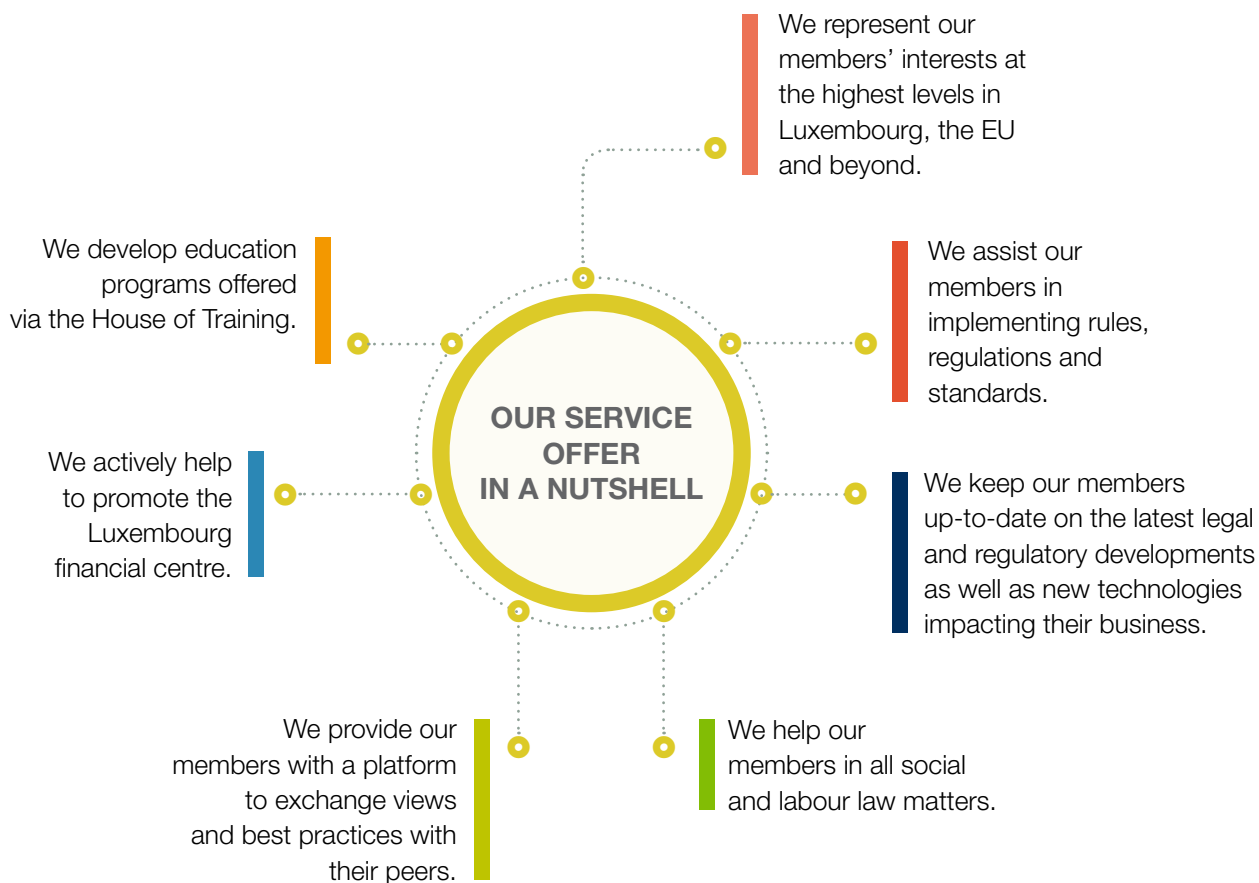 We represent our
members’ interests at
the highest levels in
Luxembourg, the EU
and beyond.
We develop education
programs offered
via the House of Training.
We assist our
members in
implementing rules,
regulations and
standards.
OUR SERVICE
OFFER
IN A NUTSHELL
We actively help
to promote the
Luxembourg
financial centre.
We keep our members
up-to-date on the latest legal
and regulatory developments
as well as new technologies
impacting their business.
We provide our
members with a platform
to exchange views
and best practices with
their peers.
We help our
members in all social
and labour law matters.